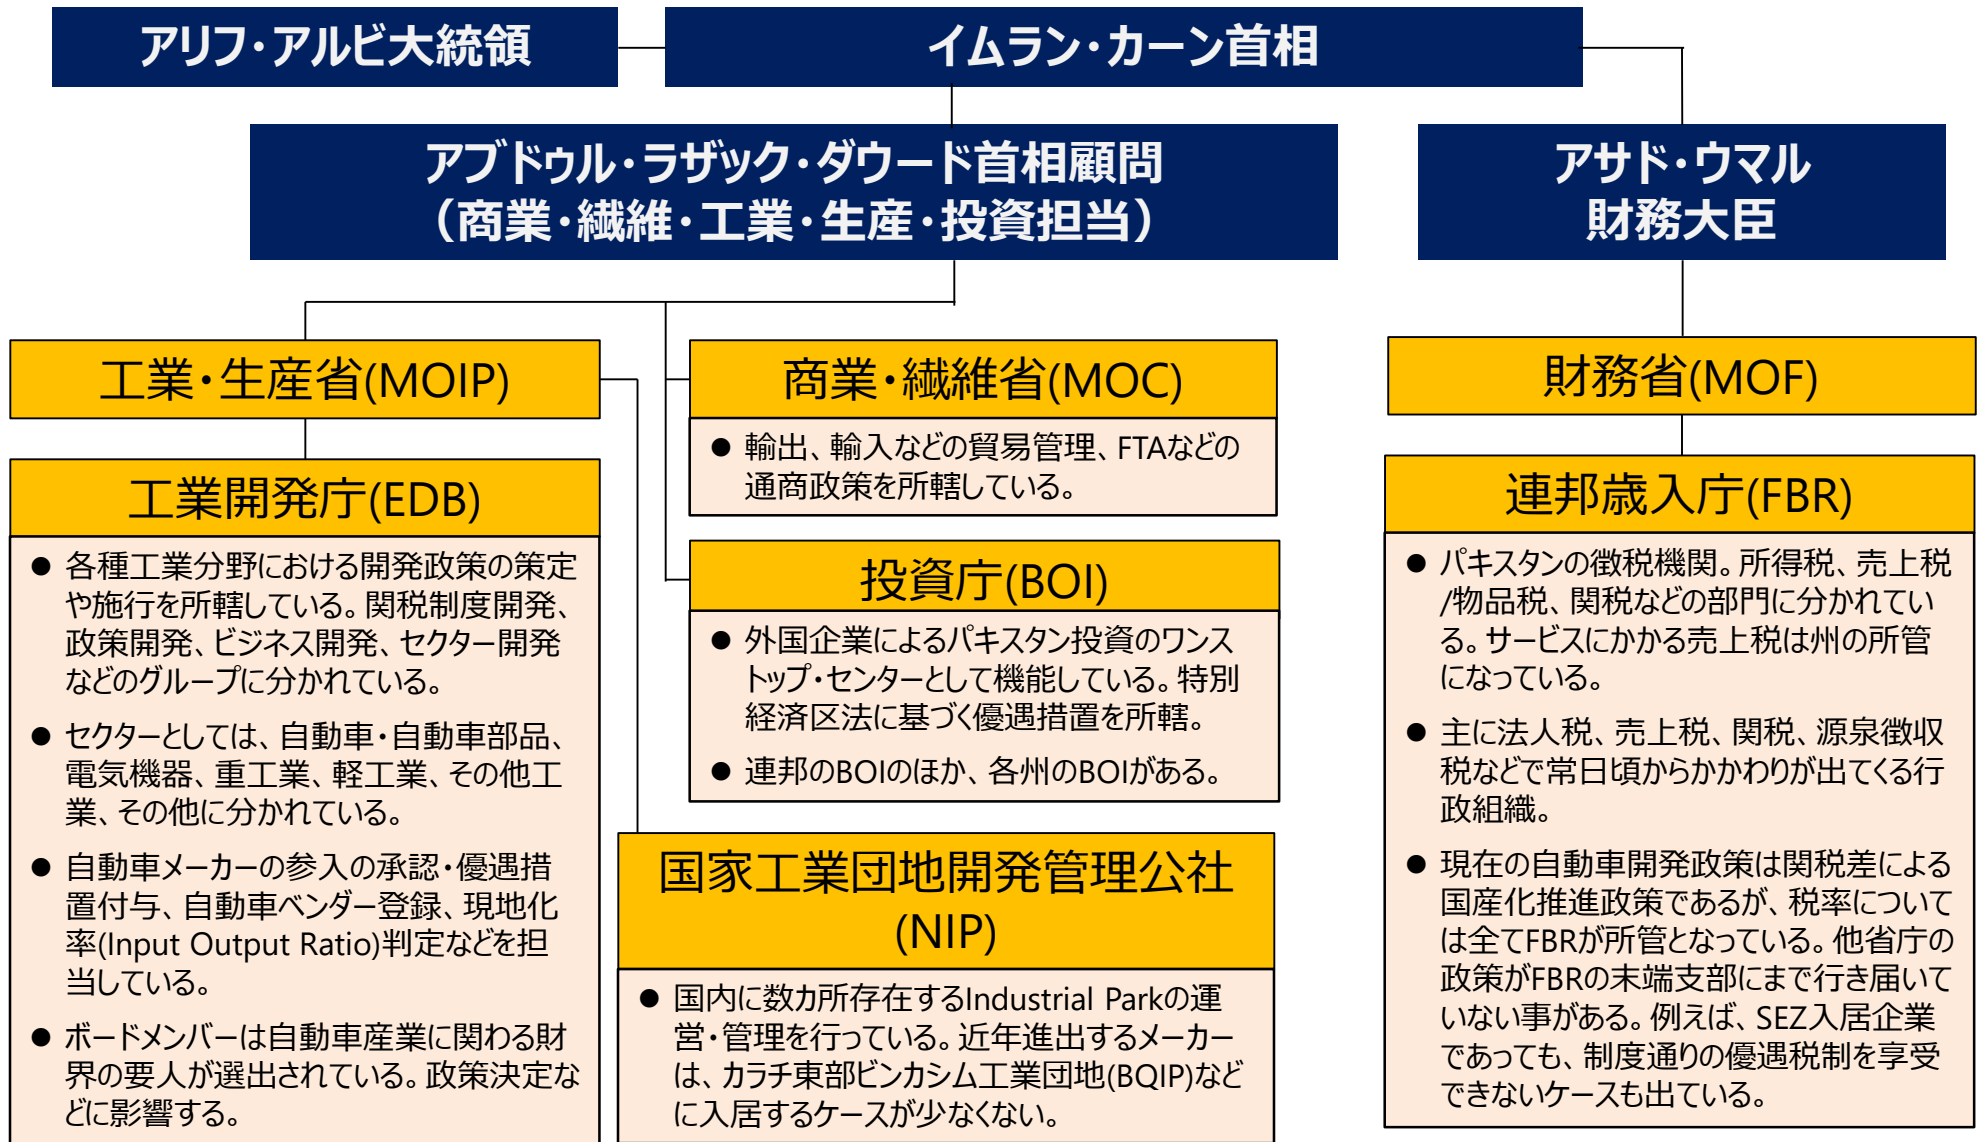 アリフ・アルビ大統領
イムラン・カーン首相
アブドゥル・ラザック・ダウード首相顧問
（商業・繊維・工業・生産・投資担当）
アサド・ウマル
財務大臣
工業・生産省(MOIP)
工業開発庁(EDB)
● 各種工業分野における開発政策の策定
や施行を所轄している。関税制度開発、
政策開発、ビジネス開発、セクター開発
などのグループに分かれている。
● セクターとしては、自動車・自動車部品、
電気機器、重工業、軽工業、その他工
業、その他に分かれている。
● 自動車メーカーの参入の承認・優遇措
置付与、自動車ベンダー登録、現地化
率(Input Output Ratio)判定などを担
当している。
● ボードメンバーは自動車産業に関わる財
界の要人が選出されている。政策決定な
どに影響する。
商業・繊維省(MOC)
● 輸出、輸入などの貿易管理、FTAなどの
通商政策を所轄している。
投資庁(BOI)
● 外国企業によるパキスタン投資のワンス
トップ・センターとして機能している。特別
経済区法に基づく優遇措置を所轄。
● 連邦のBOIのほか、各州のBOIがある。
国家工業団地開発管理公社
(NIP)
● 国内に数カ所存在するIndustrial Parkの運
営・管理を行っている。近年進出するメーカー
は、カラチ東部ビンカシム工業団地(BQIP)など
に入居するケースが少なくない。
財務省(MOF)
連邦歳入庁(FBR)
● パキスタンの徴税機関。所得税、売上税
/物品税、関税などの部門に分かれてい
る。サービスにかかる売上税は州の所管
になっている。
● 主に法人税、売上税、関税、源泉徴収
税などで常日頃からかかわりが出てくる行
政組織。
● 現在の自動車開発政策は関税差による
国産化推進政策であるが、税率について
は全てFBRが所管となっている。他省庁の
政策がFBRの末端支部にまで行き届いて
いない事がある。例えば、SEZ入居企業
であっても、制度通りの優遇税制を享受
できないケースも出ている。